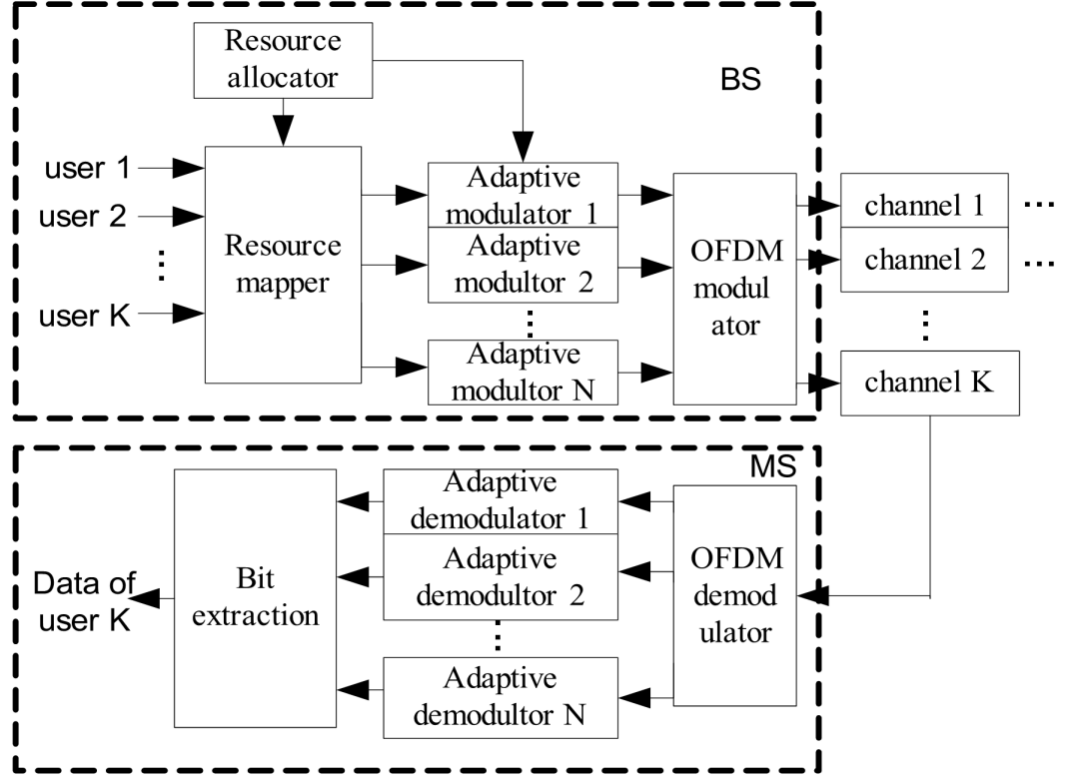 Resource
allocator
BS
user 1
user 2
⋮
user K
Resource
mapper
Adaptive
modulator 1
Adaptive
modultor 2
⋮
Adaptive
modultor N
OFDM
modul
ator
channel 1 ...
channel 2 ...
⋮
channel K
MS
Data of
user K
Bit
extraction
Adaptive
demodulator 1
Adaptive
demodultor 2
⋮
Adaptive
demodultor N
OFDM
demod
ulator